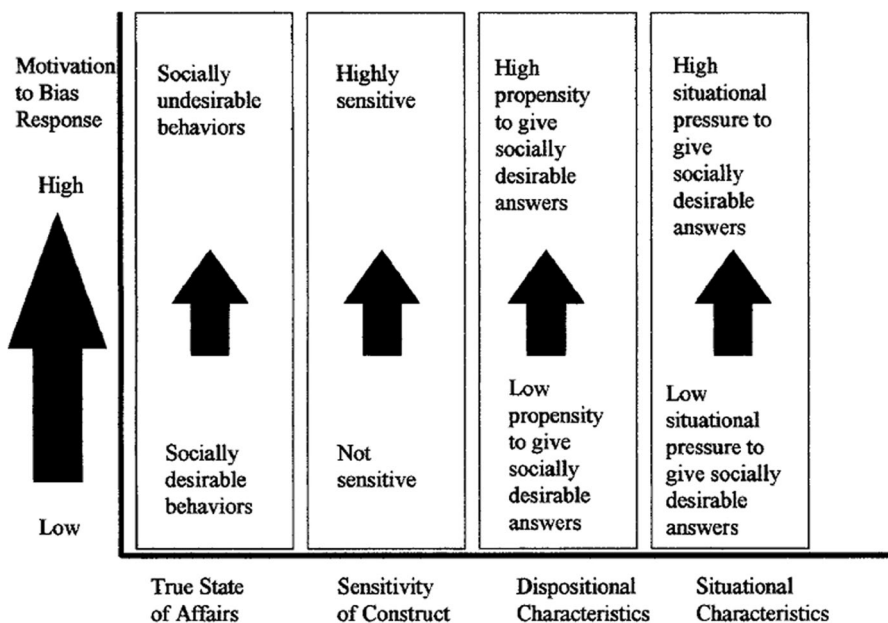 Motivation
to Bias
Response
High
Low
Socially
undesirable
behaviors
Socially
desirable
behaviors
Highly
sensitive
Not
sensitive
High
propensity
to give
socially
desirable
answers
Low
propensity
to give
socially
desirable
answers
High
situational
pressure to
give
socially
desirable
answers
Low
situational
pressure to
give socially
desirable
answers
True State
of Affairs
Sensitivity
of Construct
Dispositional
Characteristics
Situational
Characteristics